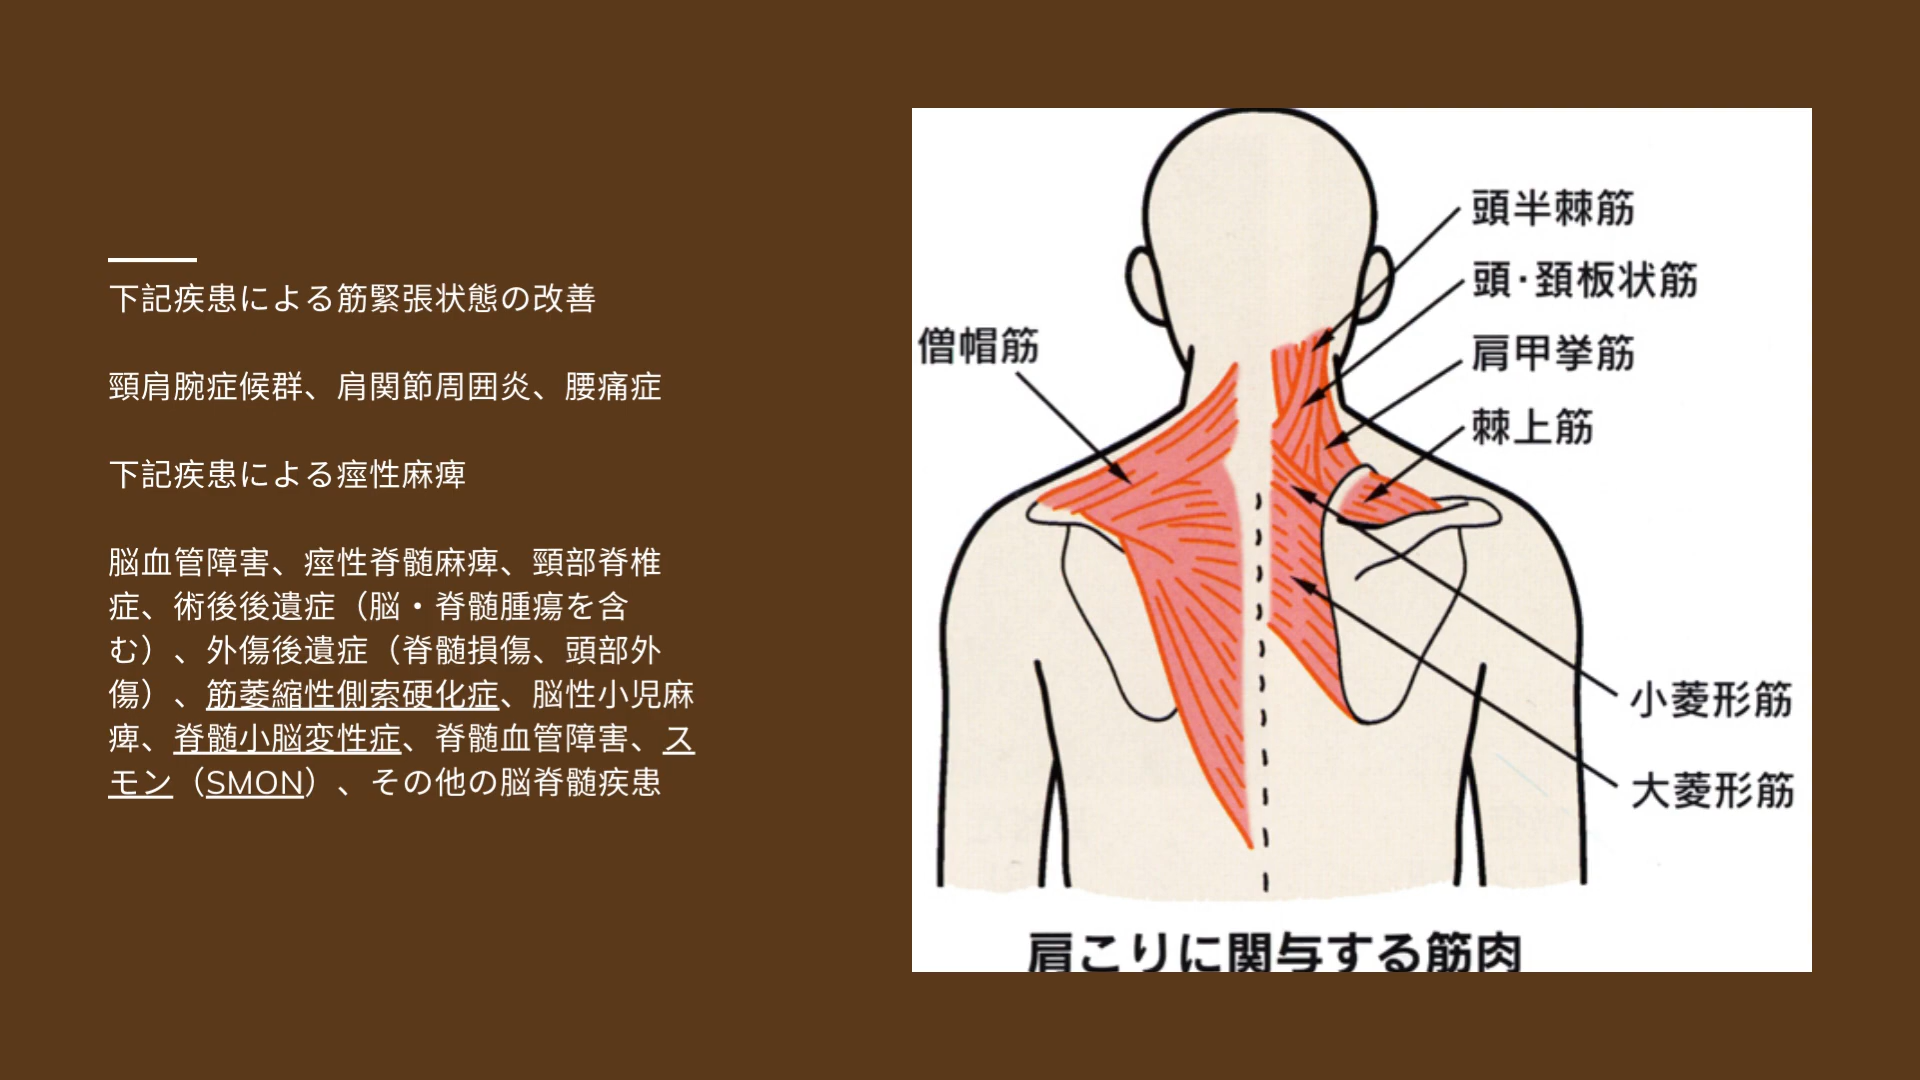 下記疾患による筋緊張状態の改善
頸肩腕症候群、肩関節周囲炎、腰痛症
下記疾患による痙性麻痺
脳血管障害、痙性脊髄麻痺、頸部脊椎
症、術後後遺症（脳・脊髄腫瘍を含
む）、外傷後遺症（脊髄損傷、頭部外
傷）、筋萎縮性側索硬化症、脳性小児麻
痺、脊髄小脳変性症、脊髄血管障害、ス
モン（SMON）、その他の脳脊髄疾患
頭半棘筋
頭・頚板状筋
僧帽筋
肩甲挙筋
棘上筋
小菱形筋
大菱形筋
肩こりに関与する筋肉